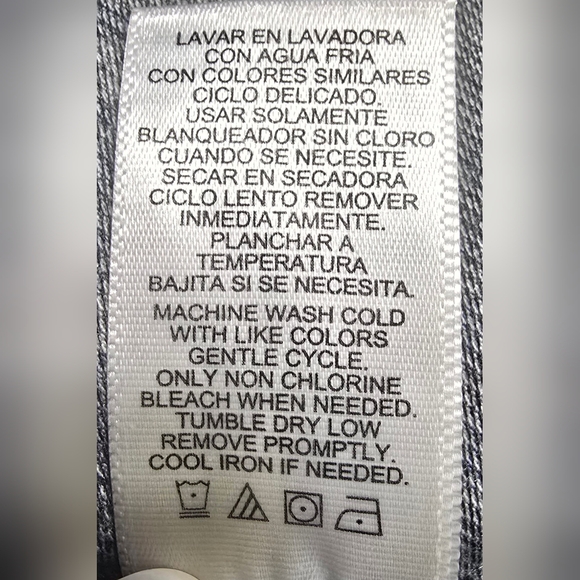 LAVAR EN LAVADORA
CON AGUA FRIA
CON COLORES SIMILARES
CICLO DELICADO.
USAR SOLAMENTE
BLANQUEADOR SIN CLORO
CUANDO SE NECESITE.
SECAR EN SECADORA
CICLO LENTO REMOVER
INMEDIATAMENTE.
PLANCHAR A
TEMPERATURA
BAJITA SI SE NECESITA.
MACHINE WASH COLD
WITH LIKE COLORS
GENTLE CYCLE.
ONLY NON CHLORINE
BLEACH WHEN NEEDED.
TUMBLE DRY LOW
REMOVE PROMPTLY.
COOL IRON IF NEEDED.